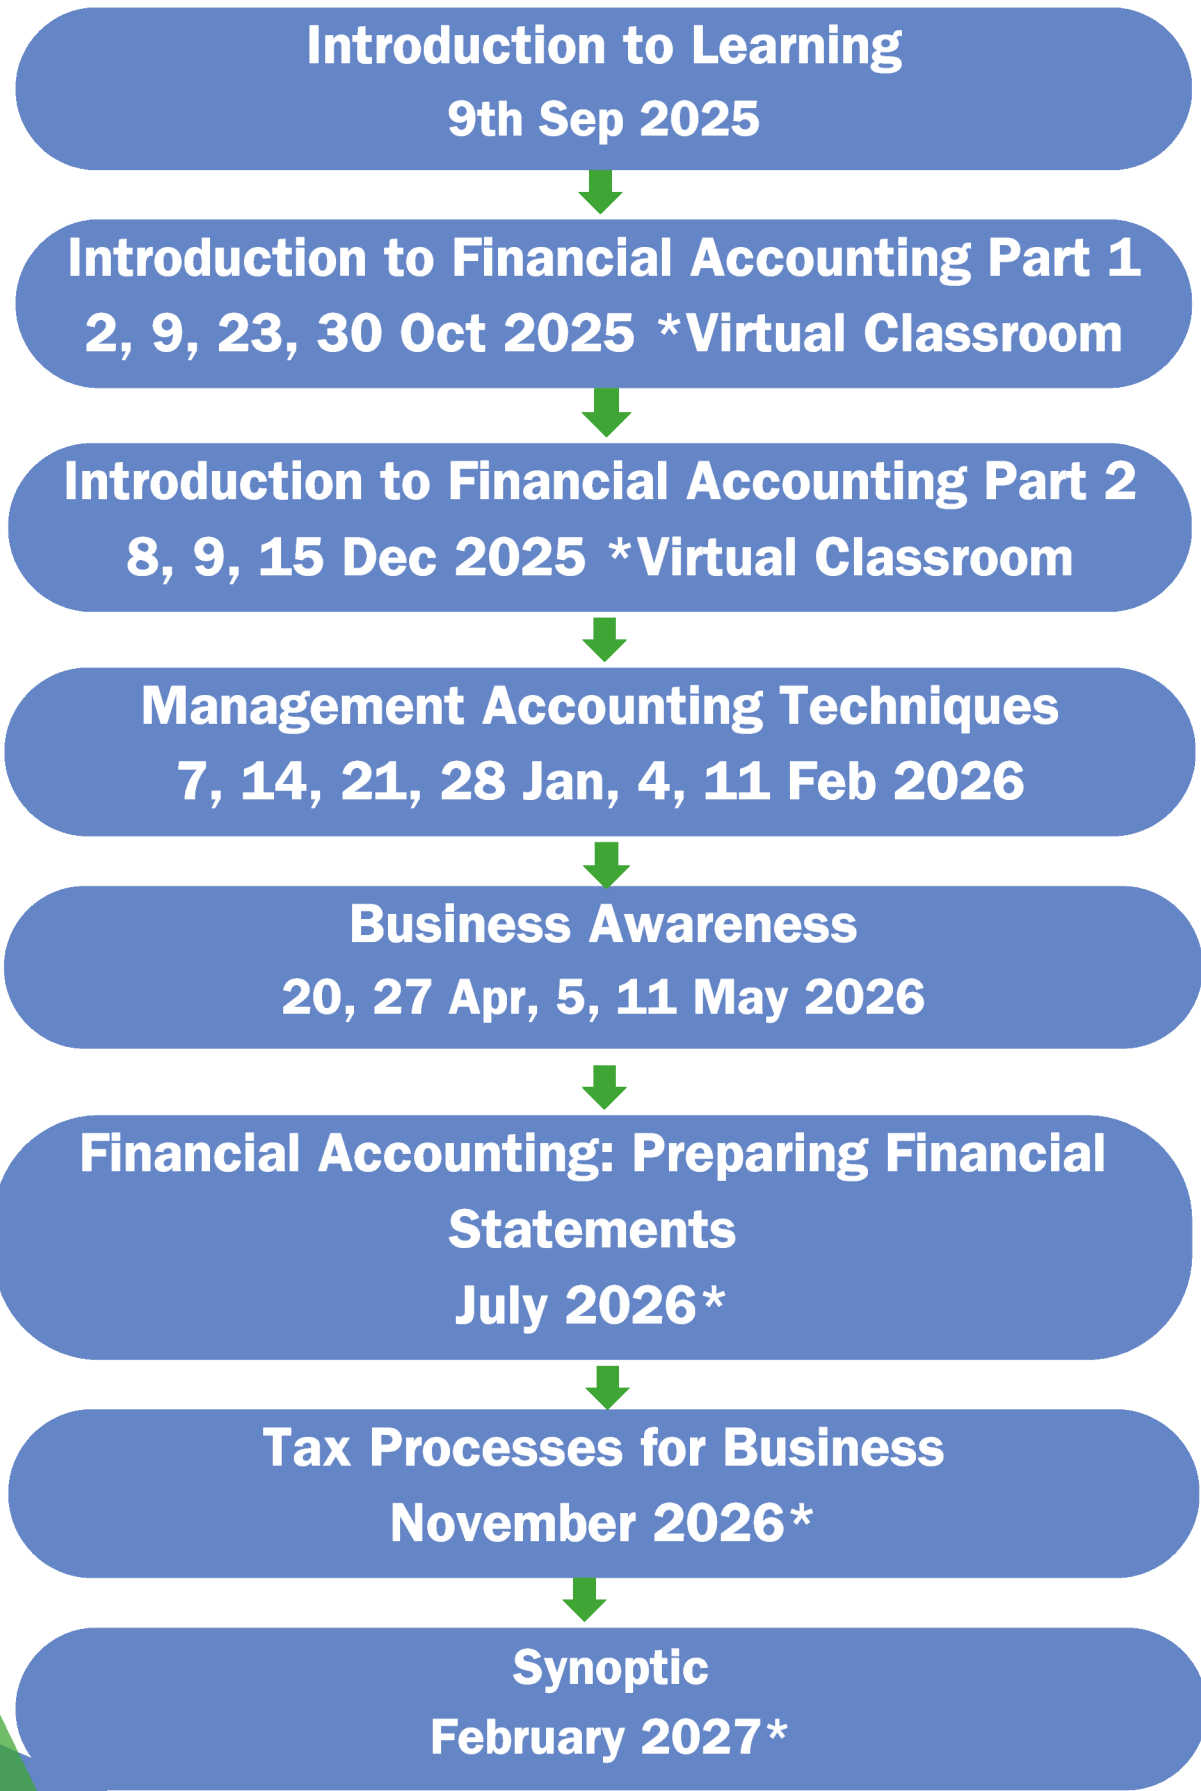 Introduction to Learning
9th Sep 2025
Introduction to Financial Accounting Part 1
2, 9, 23, 30 Oct 2025 *Virtual Classroom
Introduction to Financial Accounting Part 2
8, 9, 15 Dec 2025 *Virtual Classroom
Management Accounting Techniques
7, 14, 21, 28 Jan, 4, 11 Feb 2026
Business Awareness
20, 27 Apr, 5, 11 May 2026
Financial Accounting: Preparing Financial
Statements
July 2026*
Tax Processes for Business
November 2026*
Synoptic
February 2027*